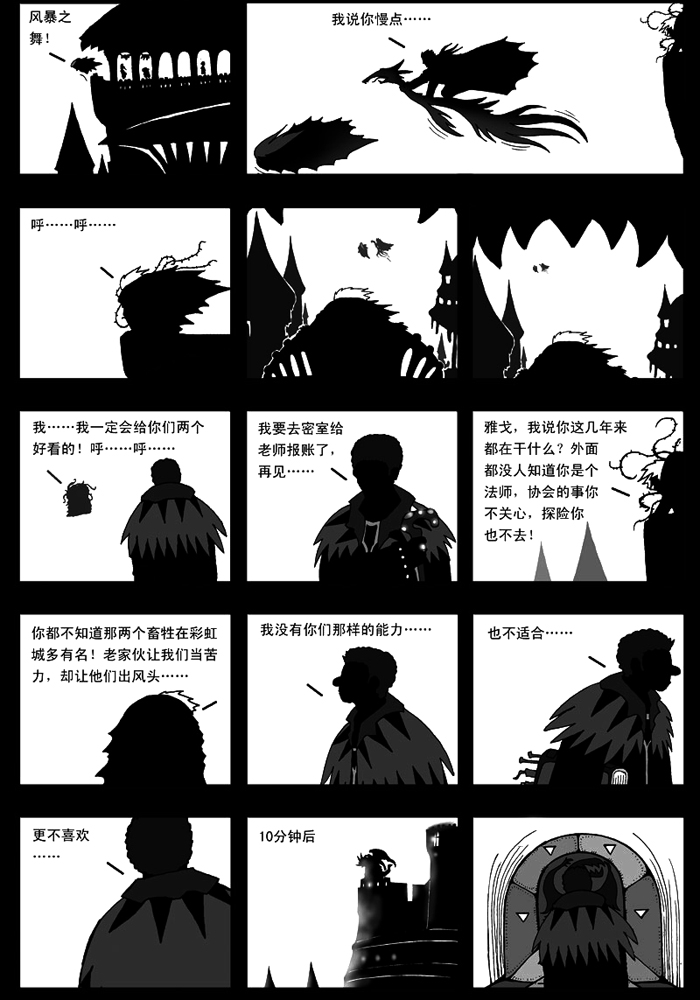 风暴之
舞！
我说你慢点……
呼……呼……
我……我一定会给你们两个
好看的！呼……呼……
我要去密室给
老师报账了，
再见……
雅戈，我说你这几年来
都在干什么？外面
都没人知道你是个
法师，协会的事你
不关心，探险你
也不去！
你都不知道那两个畜牲在彩虹
城多有名！老家伙让我们当苦
力，却让他们出风头……
我没有你们那样的能力……
也不适合……
更不喜欢
……
10分钟后